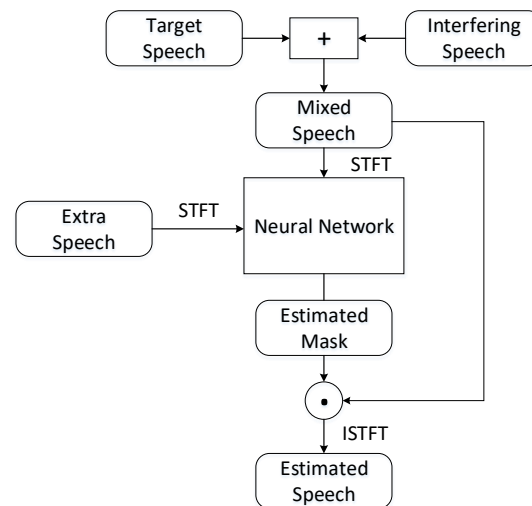 Target
Speech
+
Interfering
Speech
Mixed
Speech
STFT
Extra
Speech
STFT
Neural Network
Estimated
Mask
ISTFT
Estimated
Speech